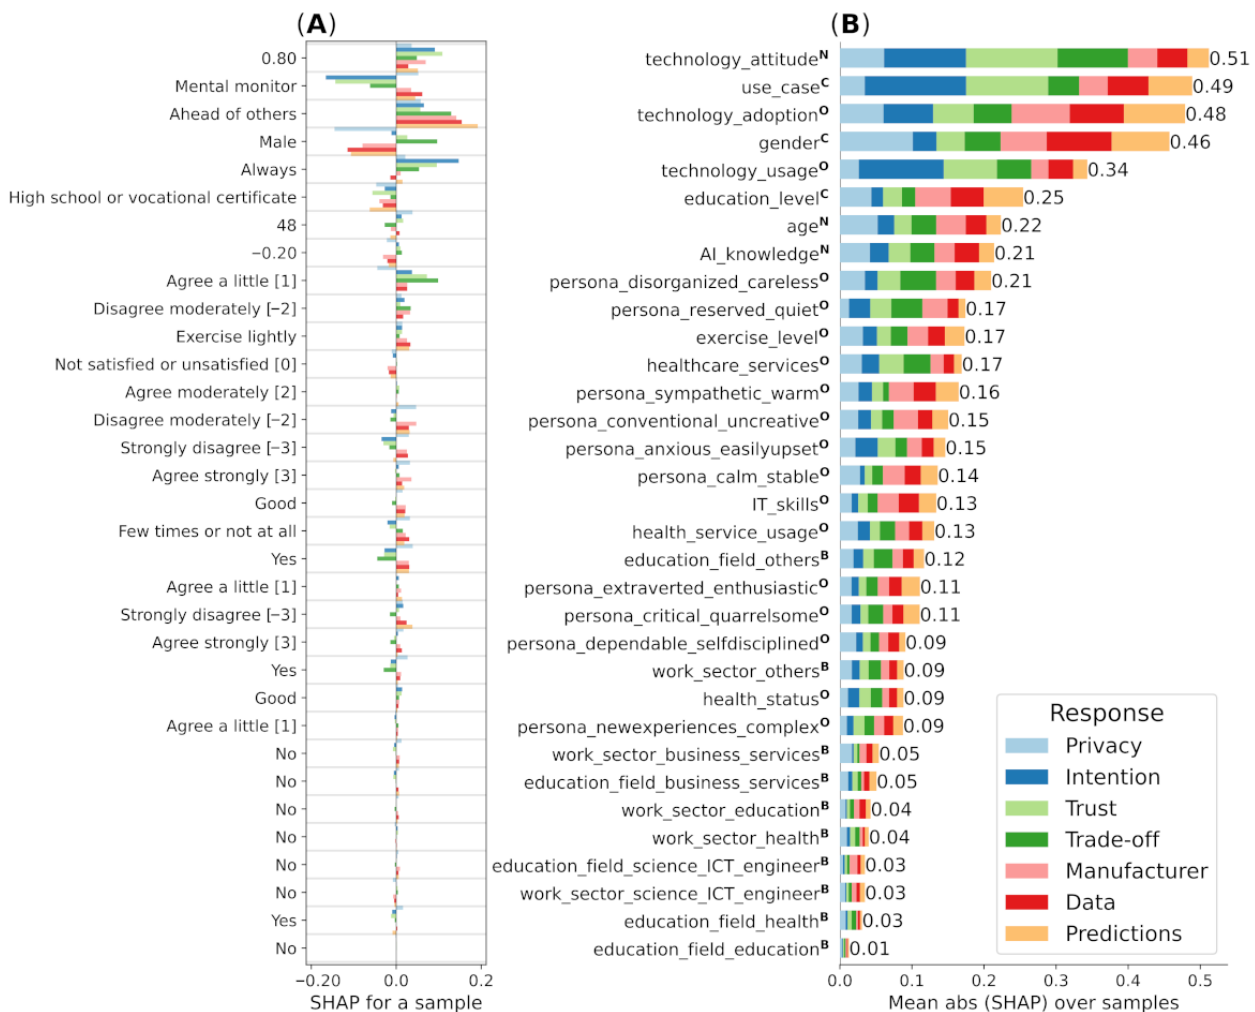 (A)
0.80
Mental monitor
Ahead of others
Male
Always
High school or vocational certificate
48
−0.20
Agree a little [1]
Disagree moderately [−2]
Exercise lightly
Not satisfied or unsatisfied [0]
Agree moderately [2]
Disagree moderately [−2]
Strongly disagree [−3]
Agree strongly [3]
Good
Few times or not at all
Yes
Agree a little [1]
Strongly disagree [−3]
Agree strongly [3]
Yes
Good
Agree a little [1]
No
No
No
No
No
No
Yes
No
−0.20 0.0 0.2
SHAP for a sample
(B)
technology_attitudeᴺ 0.51
use_caseᶜ 0.49
technology_adoptionᴼ 0.48
genderᶜ 0.46
technology_usageᴼ 0.34
education_levelᶜ 0.25
ageᴺ 0.22
AI_knowledgeᴺ 0.21
persona_disorganized_carelessᴼ 0.21
persona_reserved_quietᴼ 0.17
exercise_levelᴼ 0.17
healthcare_servicesᴼ 0.17
persona_sympathetic_warmᴼ 0.16
persona_conventional_uncreativeᴼ 0.15
persona_anxious_easilyupsetᴼ 0.15
persona_calm_stableᴼ 0.14
IT_skillsᴼ 0.13
health_service_usageᴼ 0.13
education_field_othersᴮ 0.12
persona_extraverted_enthusiasticᴼ 0.11
persona_critical_quarrelsomeᴼ 0.11
persona_dependable_selfdisciplinedᴼ 0.09
work_sector_othersᴮ 0.09
health_statusᴼ 0.09
persona_newexperiences_complexᴼ 0.09
work_sector_business_servicesᴮ 0.05
education_field_business_servicesᴮ 0.05
work_sector_educationᴮ 0.04
work_sector_healthᴮ 0.04
education_field_science_ICT_engineerᴮ 0.03
work_sector_science_ICT_engineerᴮ 0.03
education_field_healthᴮ 0.03
education_field_educationᴮ 0.01
0.0 0.1 0.2 0.3 0.4 0.5
Mean abs (SHAP) over samples
Response
Privacy
Intention
Trust
Trade-off
Manufacturer
Data
Predictions